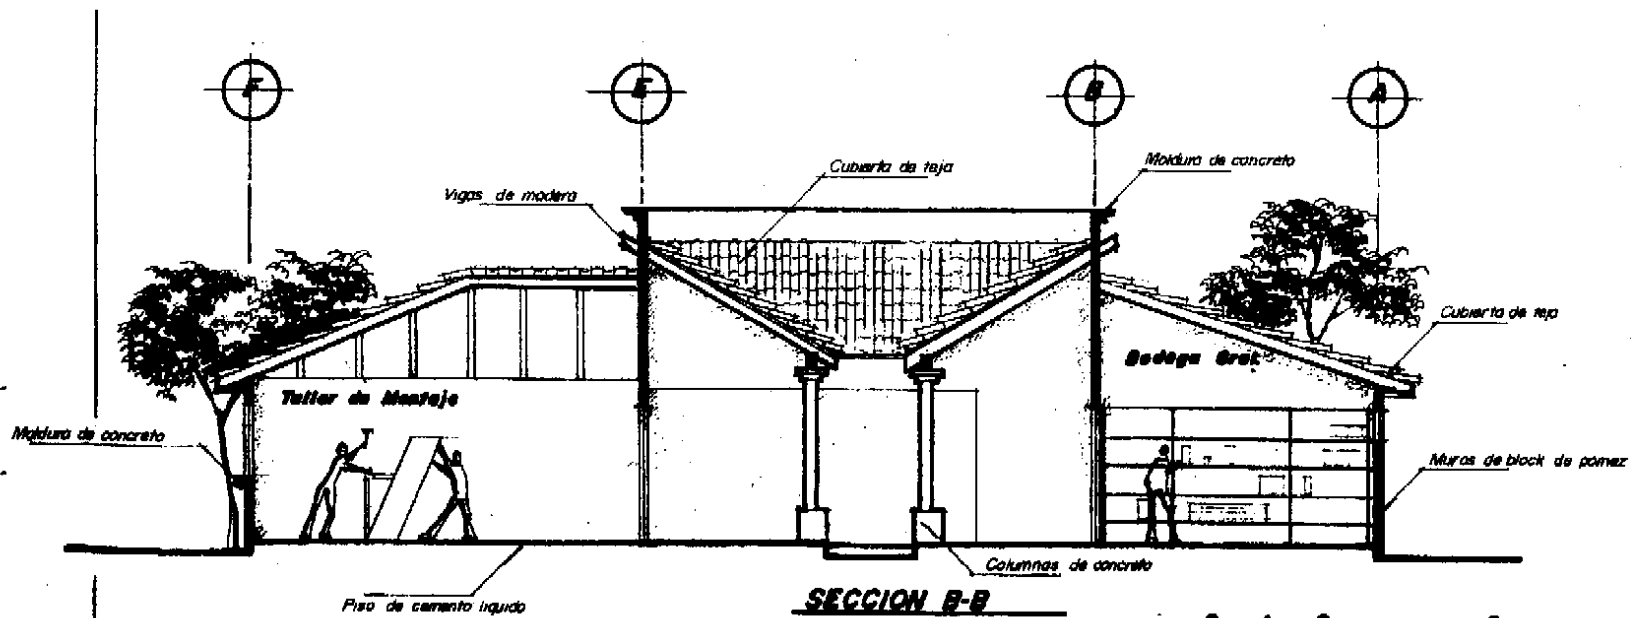 F
E
B
A
Cubierta de teja
Moldura de concreto
Vigas de madera
Cubierta de teja
Bodega Gral.
Taller de Montaje
Moldura de concreto
Muros de block de pomez
Columnas de concreto
Piso de cemento liquido
SECCION B-B